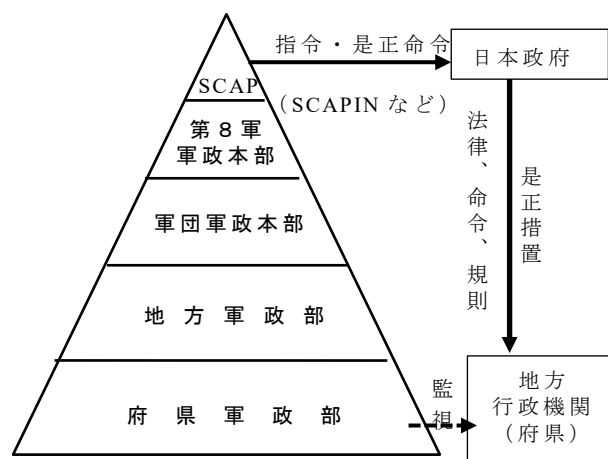 指令・是正命令
日本政府
SCAP
（SCAPIN など）
第８軍
軍政本部
軍団軍政本部
地方軍政部
府県軍政部
法律、命令、規則
是正措置
監視
地方
行政機関
（府県）